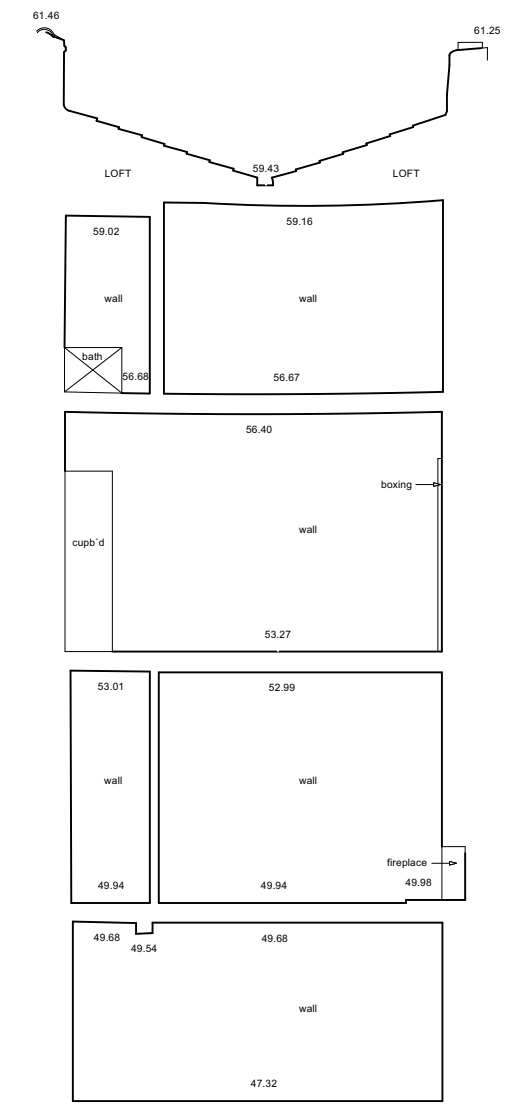 61.46
61.25
59.43
LOFT
LOFT
59.02
59.16
wall
wall
bath
56.68
56.67
56.40
boxing
wall
cupb`d
53.27
53.01
52.99
wall
wall
fireplace
49.94
49.94
49.98
49.68
49.54
49.68
wall
47.32